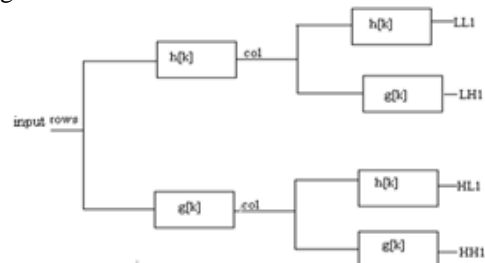 h[k] LL1
h[k] col
g[k] LH1
input rows
h[k] HL1
g[k] col
g[k] HH1